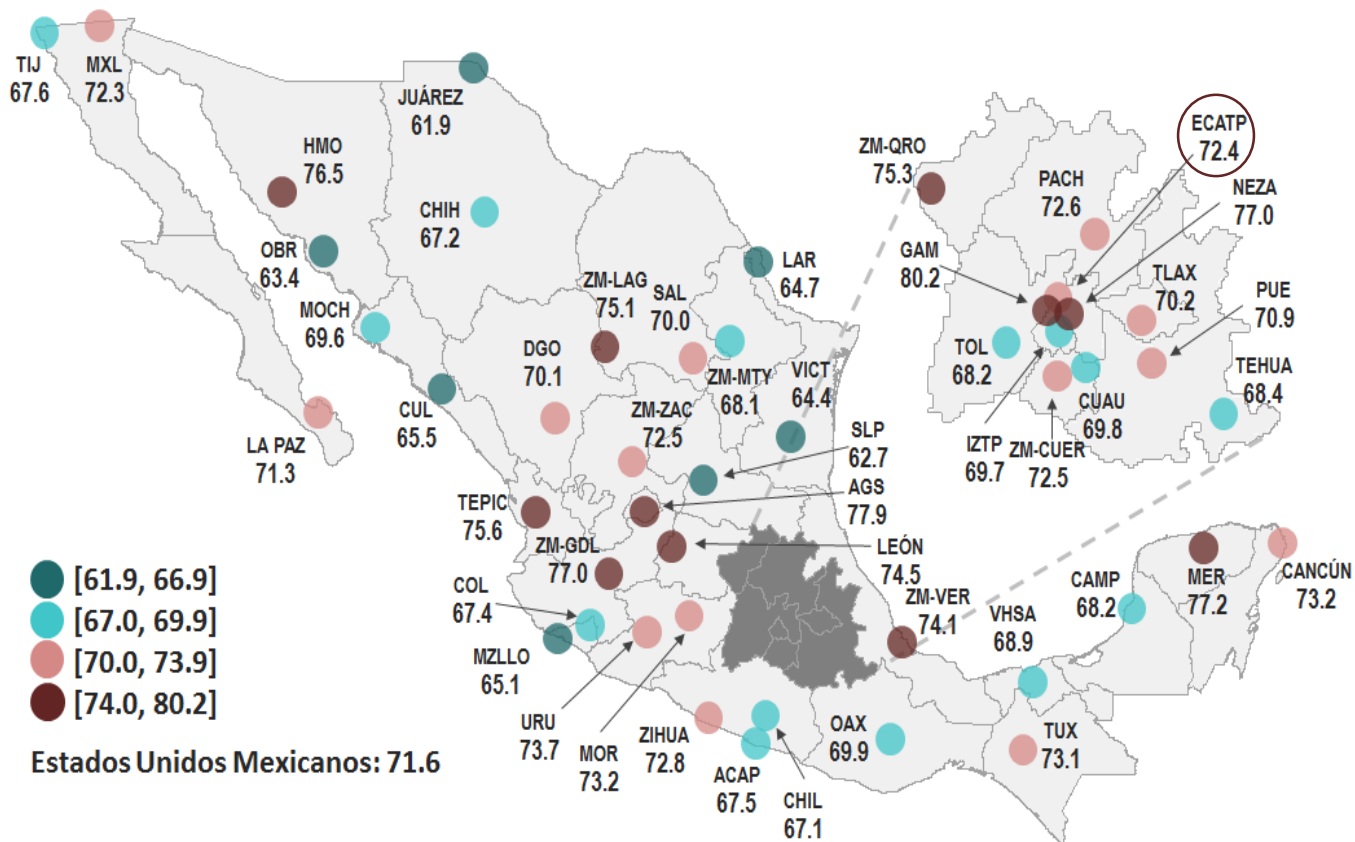 TIJ
67.6
MXL
72.3
JUÁREZ
61.9
HMO
76.5
CHIH
67.2
OBR
63.4
MOCH
69.6
LAR
64.7
ZM-LAG
75.1
SAL
70.0
DGO
70.1
ZM-MTY
68.1
VICT
64.4
CUL
65.5
ZM-ZAC
72.5
LA PAZ
71.3
SLP
62.7
AGS
77.9
TEPIC
75.6
ZM-GDL
77.0
LEÓN
74.5
COL
67.4
MZLLO
65.1
ZM-VER
74.1
URU
73.7
MOR
73.2
ZIHUA
72.8
ACAP
67.5
CHIL
67.1
OAX
69.9
VHSA
68.9
TUX
73.1
CAMP
68.2
MER
77.2
CANCÚN
73.2
ZM-QRO
75.3
PACH
72.6
ECATP
72.4
NEZA
77.0
GAM
80.2
TLAX
70.2
PUE
70.9
TOL
68.2
TEHUA
68.4
CUAU
69.8
IZTP
69.7
ZM-CUER
72.5
[61.9, 66.9]
[67.0, 69.9]
[70.0, 73.9]
[74.0, 80.2]
Estados Unidos Mexicanos: 71.6